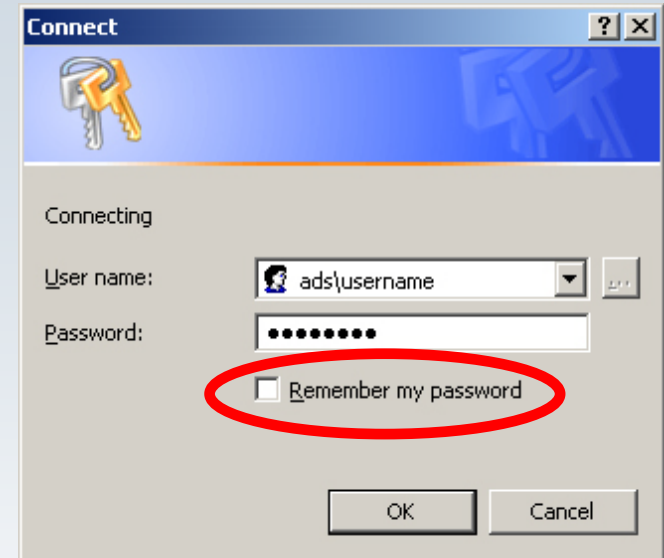 Connect
Connecting
User name: ads\username ...
Password: ●●●●●●●●
Remember my password
OK Cancel